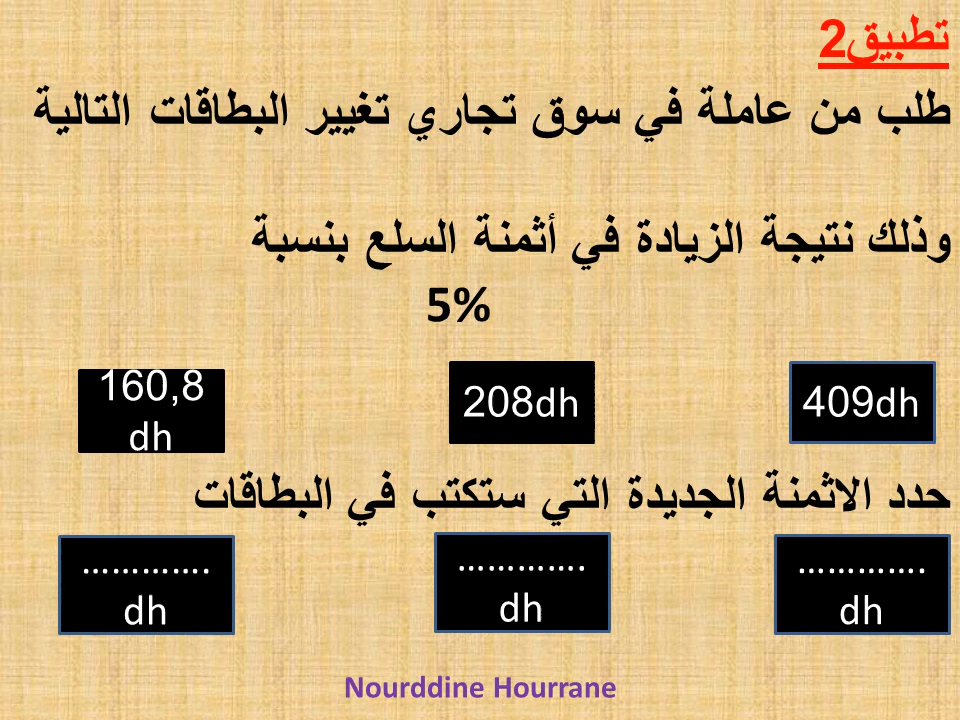 تطبيق2
طلب من عاملة في سوق تجاري تغيير البطاقات التالية
وذلك نتيجة الزيادة في أثمنة السلع بنسبة
5%
409dh
208dh
160,8
dh
حدد الاثمنة الجديدة التي ستكتب في البطاقات
………….
dh
………….
dh
………….
dh
Nourddine Hourrane